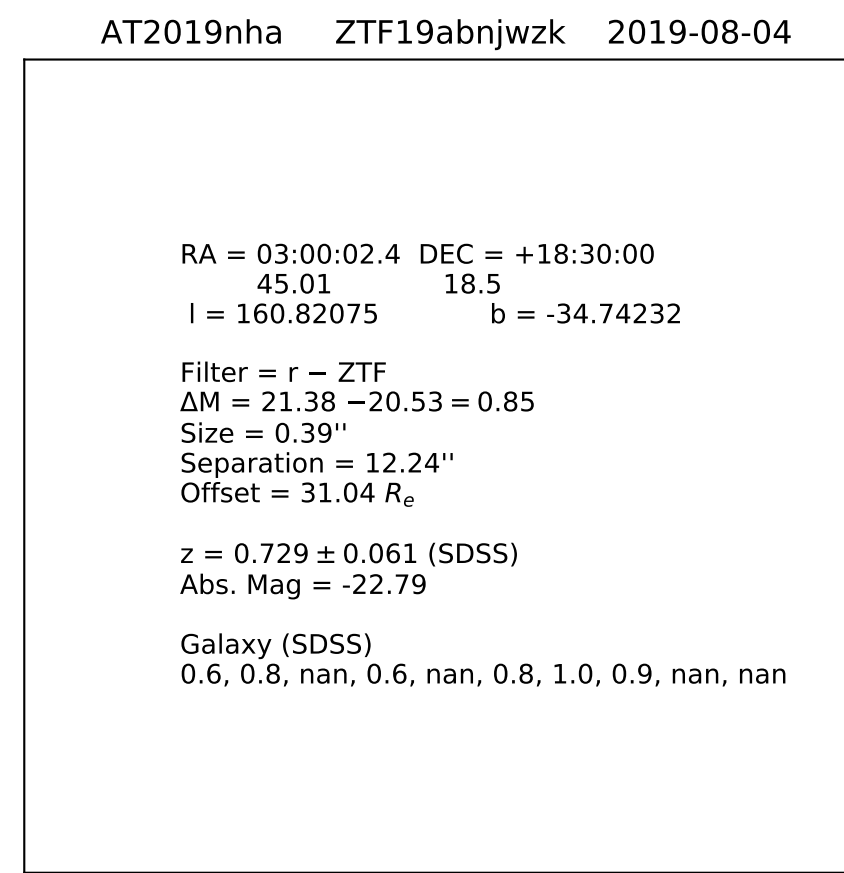 AT2019nha ZTF19abnjwzk 2019-08-04
RA = 03:00:02.4 DEC = +18:30:00
45.01 18.5
l = 160.82075 b = -34.74232
Filter = r − ZTF
ΔM = 21.38 −20.53 = 0.85
Size = 0.39''
Separation = 12.24''
Offset = 31.04 Re
z = 0.729 ± 0.061 (SDSS)
Abs. Mag = -22.79
Galaxy (SDSS)
0.6, 0.8, nan, 0.6, nan, 0.8, 1.0, 0.9, nan, nan